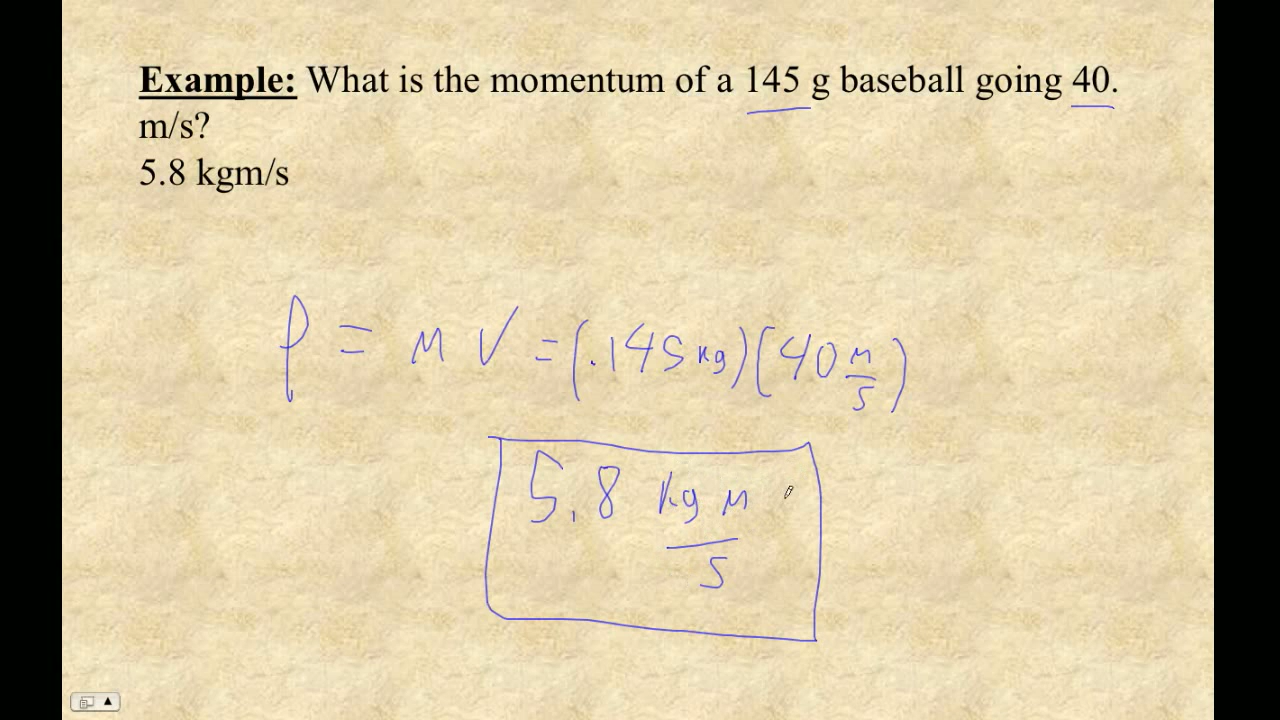 Example: What is the momentum of a 145 g baseball going 40.
m/s?
5.8 kgm/s
P = m V = (.145 kg) (40 m/s)
5.8 kg m/s